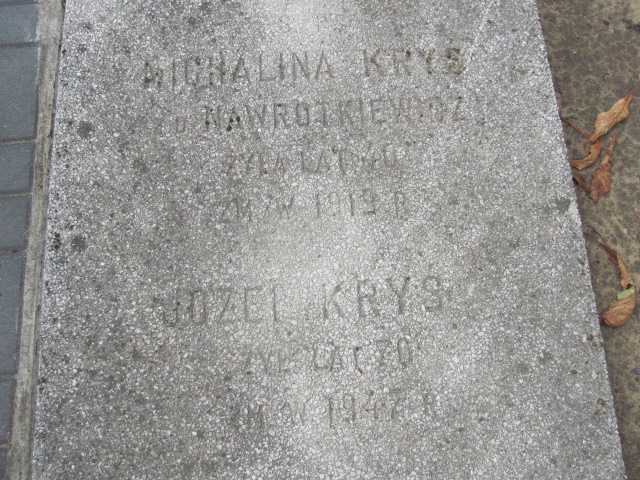 MICHALINA KRYS
Z D. NAWROTKIEWICZ
ŻYŁA LAT 40
ZM. W 1919 R.
JÓZEF KRYS
ŻYŁ LAT 70
ZM. W 1947 R.